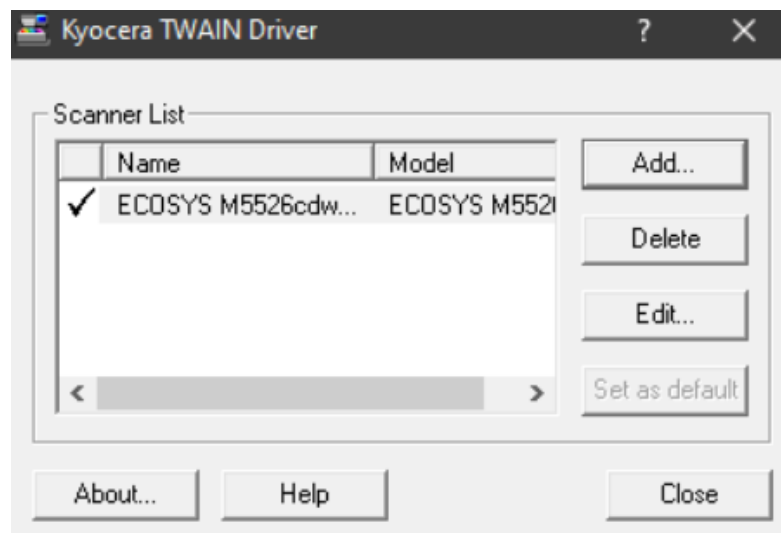 Kyocera TWAIN Driver ? ×
Scanner List
Name Model
ECOSYS M5526cdw... ECOSYS M552
Add...
Delete
Edit...
Set as default
About... Help Close